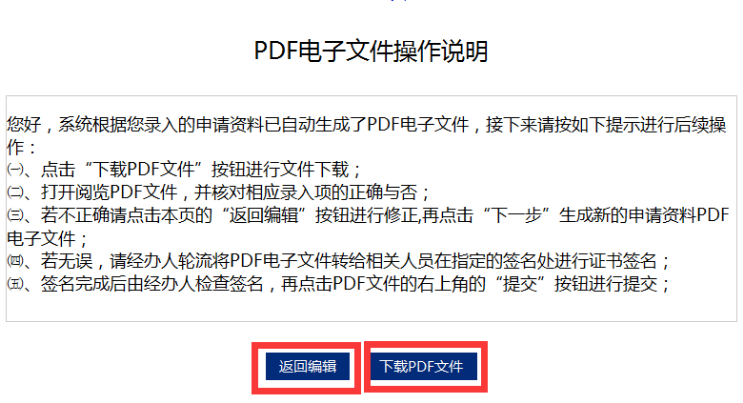 PDF电子文件操作说明
您好，系统根据您录入的申请资料已自动生成了PDF电子文件，接下来请按如下提示进行后续操
作：
㈠、点击“下载PDF文件”按钮进行文件下载；
㈡、打开阅览PDF文件，并核对相应录入项的正确与否；
㈢、若不正确请点击本页的“返回编辑”按钮进行修正,再点击“下一步”生成新的申请资料PDF
电子文件；
㈣、若无误，请经办人轮流将PDF电子文件转给相关人员在指定的签名处进行证书签名；
㈤、签名完成后由经办人检查签名，再点击PDF文件的右上角的“提交”按钮进行提交；
返回编辑 下载PDF文件